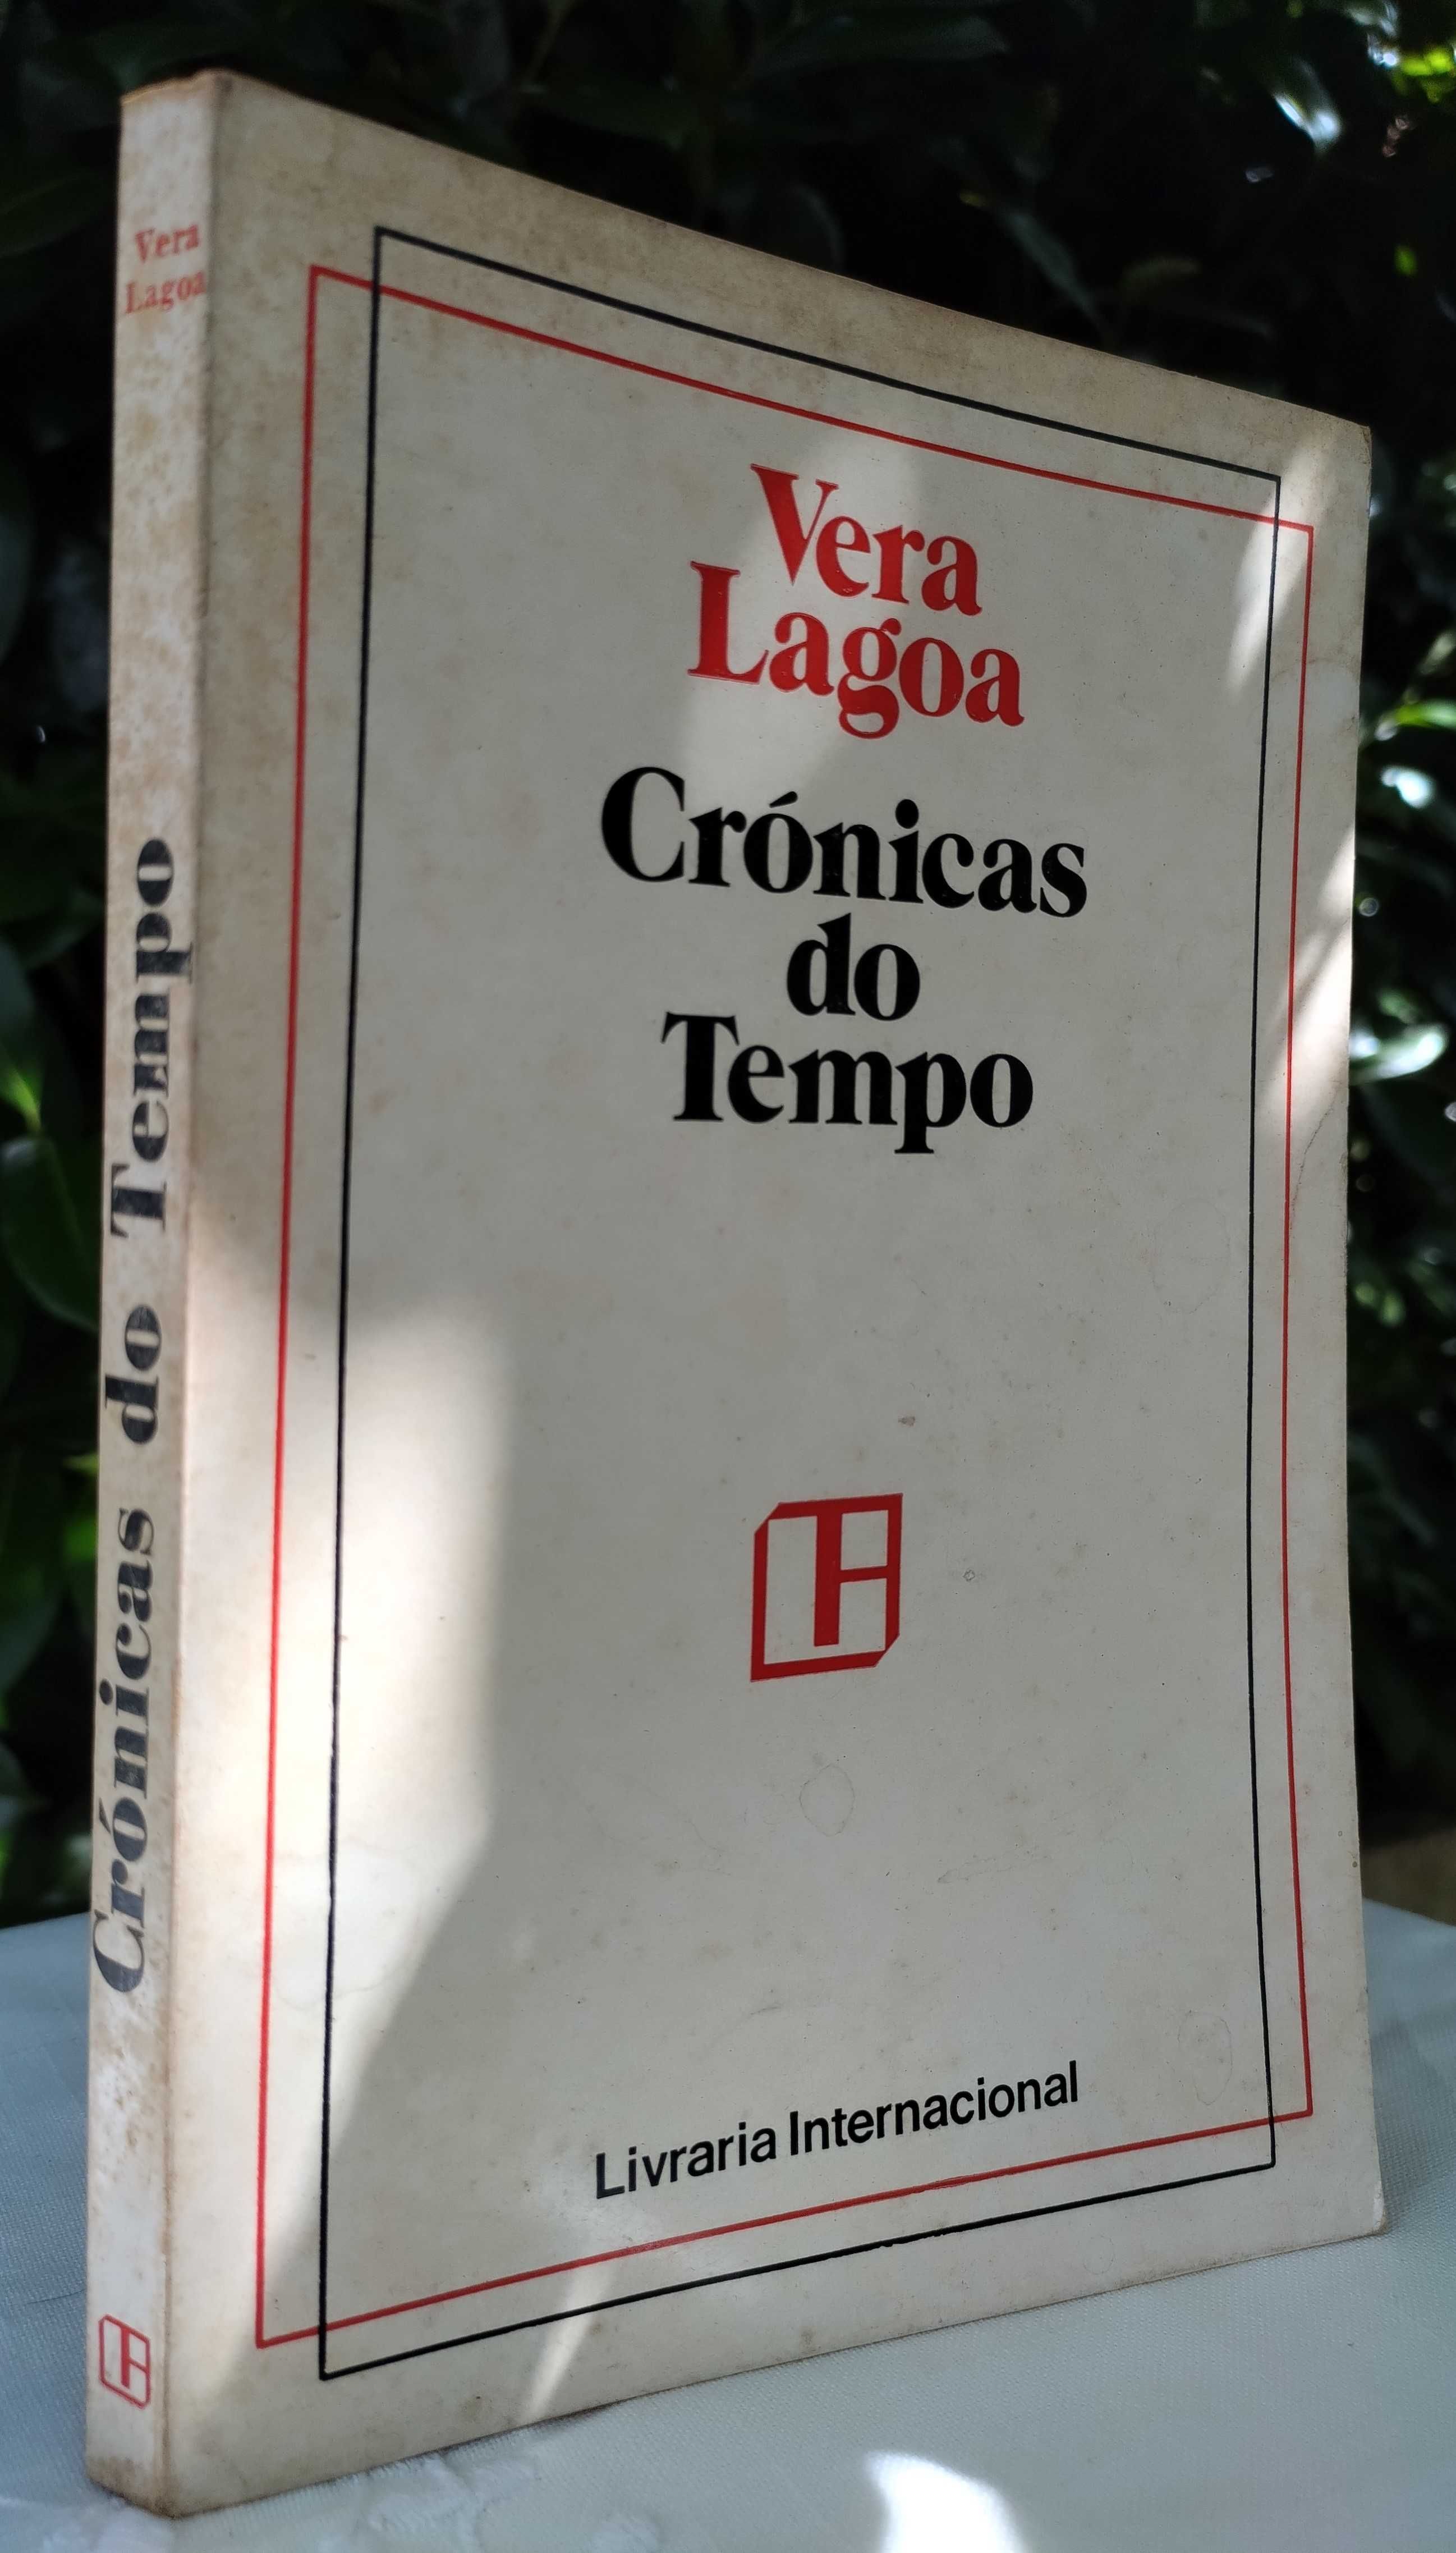 Vera
Lagoa
Crónicas do Tempo
Vera
Lagoa
Crónicas
do
Tempo
Livraria Internacional